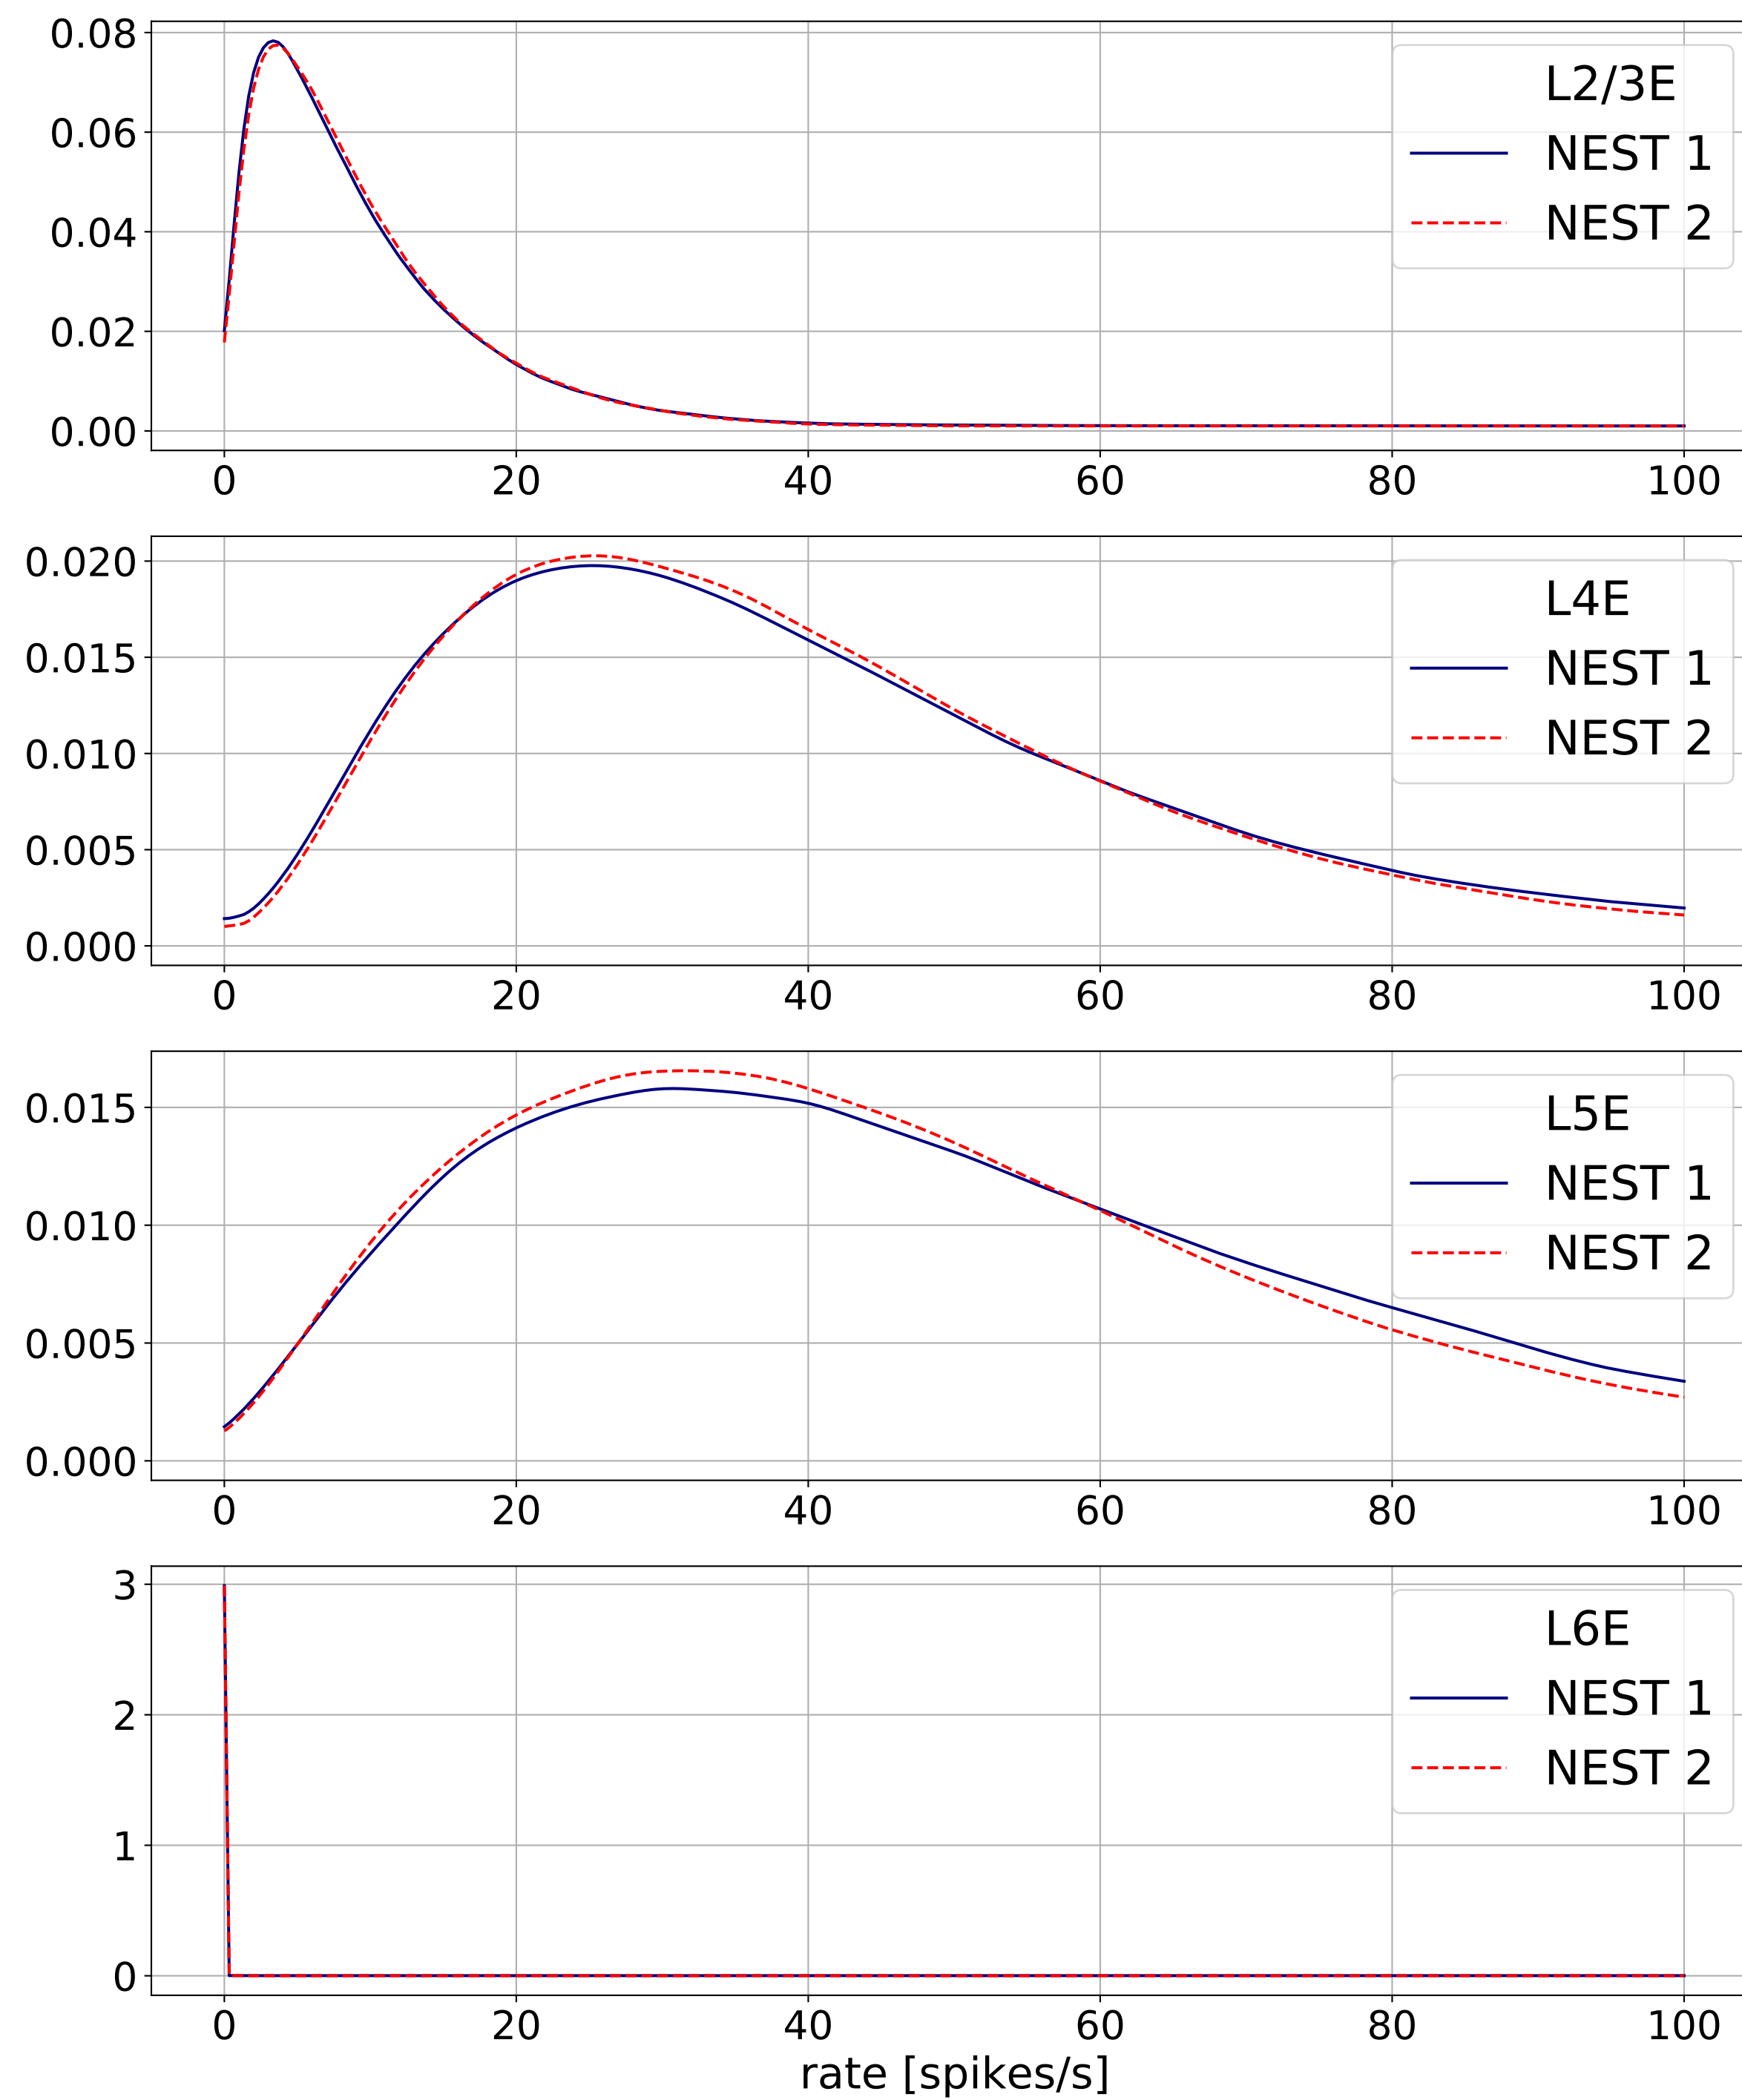 0.08
0.06
0.04
0.02
0.00
L2/3E
NEST 1
NEST 2
0 20 40 60 80 100
0.020
0.015
0.010
0.005
0.000
L4E
NEST 1
NEST 2
0 20 40 60 80 100
0.015
0.010
0.005
0.000
L5E
NEST 1
NEST 2
0 20 40 60 80 100
3
2
1
0
L6E
NEST 1
NEST 2
0 20 40 60 80 100
rate [spikes/s]